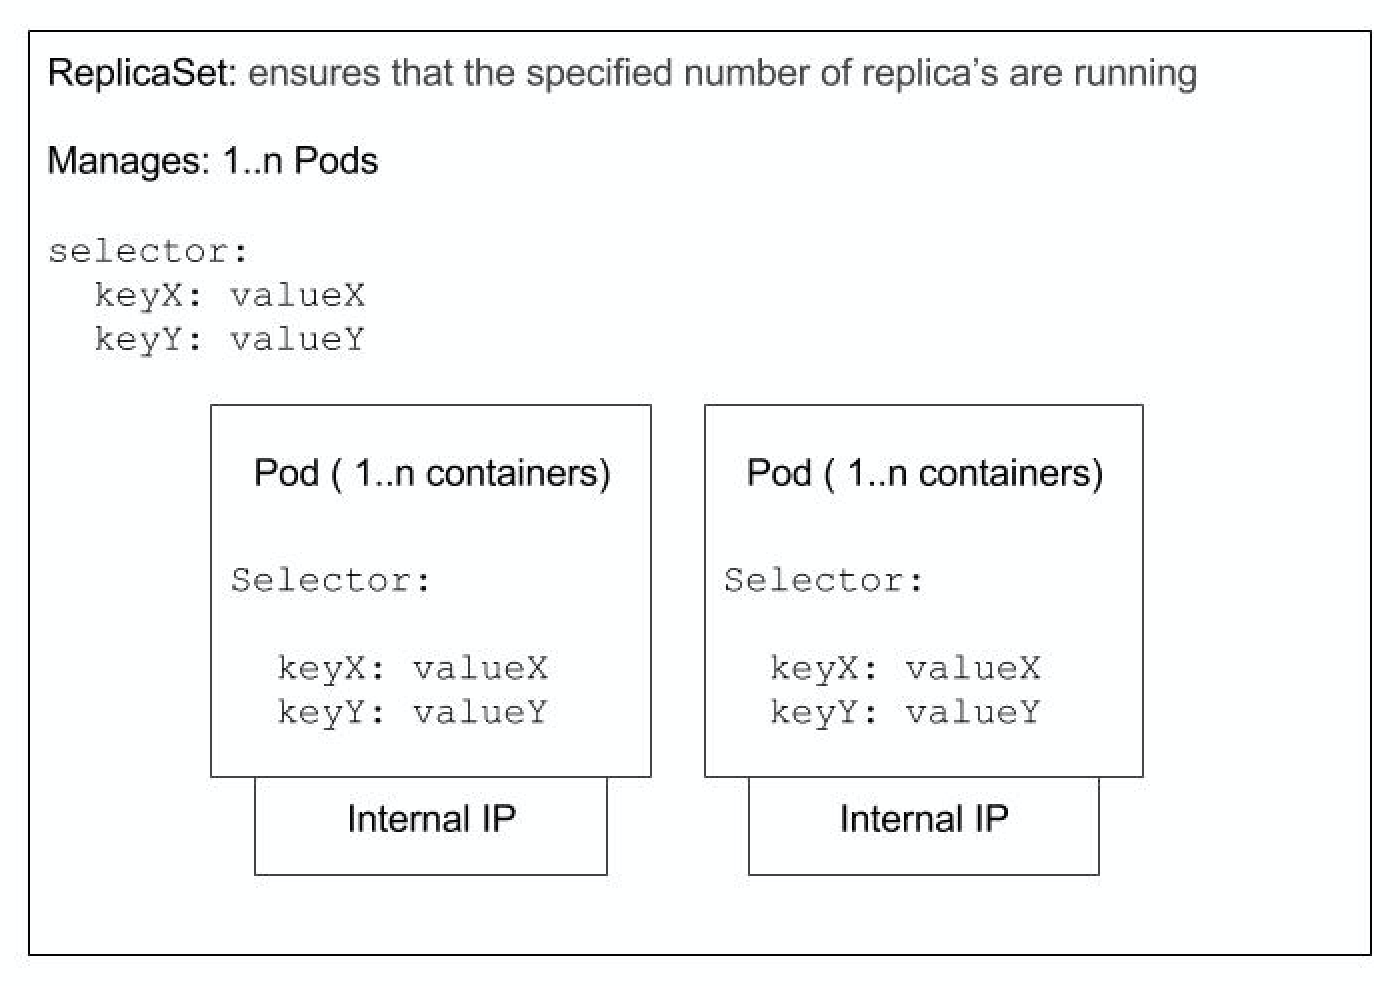 ReplicaSet: ensures that the specified number of replica’s are running
Manages: 1..n Pods
selector:
  keyX: valueX
  keyY: valueY
Pod ( 1..n containers)
Selector:
  keyX: valueX
  keyY: valueY
Internal IP
Pod ( 1..n containers)
Selector:
  keyX: valueX
  keyY: valueY
Internal IP